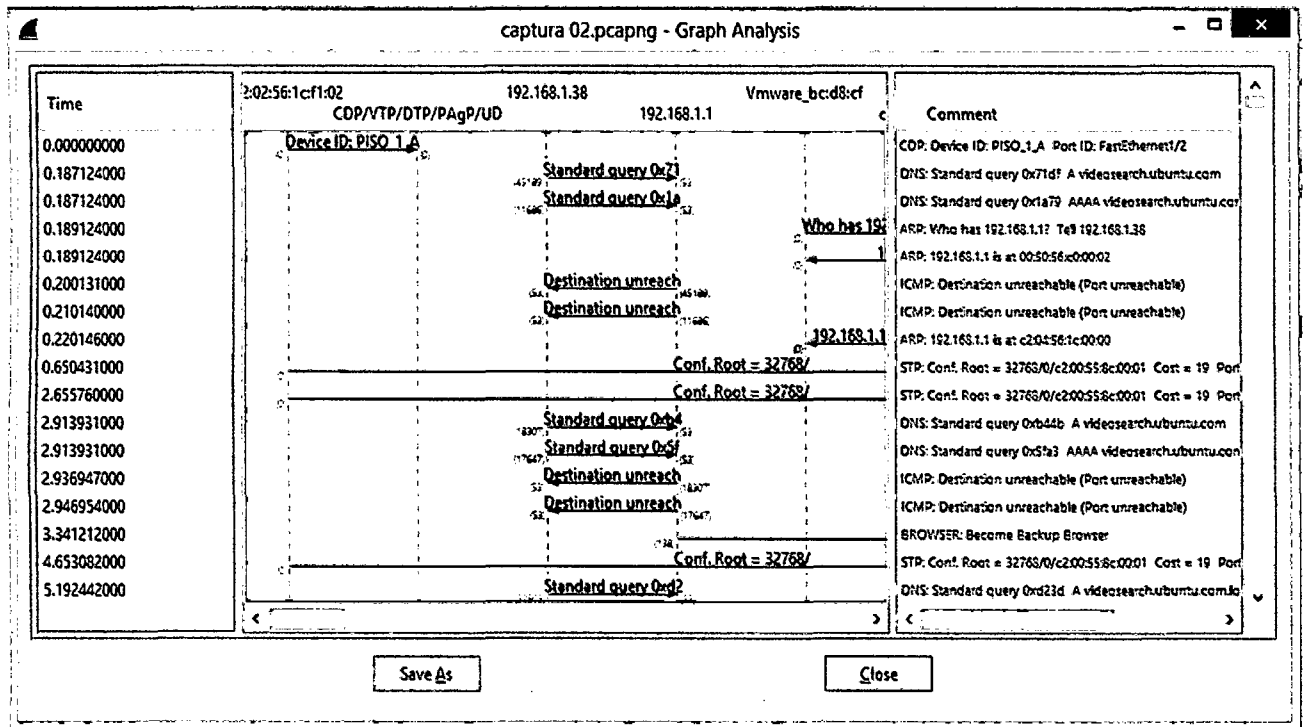 captura 02.pcapng - Graph Analysis
Time
2:02:56:1c:f1:02 192.168.1.38 Vmware_bc:d8:cf
CDP/VTP/DTP/PAgP/UD 192.168.1.1
Comment
0.000000000 Device ID: PISO_1_A CDP: Device ID: PISO_1_A Port ID: FastEthernet1/2
0.187124000 Standard query 0x71 DNS: Standard query 0x71df A videosearch.ubuntu.com
0.187124000 Standard query 0x1a DNS: Standard query 0x1a79 AAAA videosearch.ubuntu.cor
0.189124000 Who has 192 ARP: Who has 192.168.1.1? Tell 192.168.1.38
0.189124000 1 ARP: 192.168.1.1 is at 00:50:56:c0:00:02
0.200131000 Destination unreach ICMP: Destination unreachable (Port unreachable)
0.210140000 Destination unreach ICMP: Destination unreachable (Port unreachable)
0.220146000 192.168.1.1 ARP: 192.168.1.1 is at c2:04:56:1c:00:00
0.650431000 Conf. Root = 32768/ STP: Conf. Root = 32768/0/c2:00:55:8c:00:01 Cost = 19 Port
2.655760000 Conf. Root = 32768/ STP: Conf. Root = 32768/0/c2:00:55:8c:00:01 Cost = 19 Port
2.913931000 Standard query 0xb4 DNS: Standard query 0xb44b A videosearch.ubuntu.com
2.913931000 Standard query 0x5f DNS: Standard query 0x5fa3 AAAA videosearch.ubuntu.con
2.936947000 Destination unreach ICMP: Destination unreachable (Port unreachable)
2.946954000 Destination unreach ICMP: Destination unreachable (Port unreachable)
3.341212000 BROWSER: Become Backup Browser
4.653082000 Conf. Root = 32768/ STP: Conf. Root = 32768/0/c2:00:55:8c:00:01 Cost = 19 Port
5.192442000 Standard query 0xd2 DNS: Standard query 0xd23d A videosearch.ubuntu.com.lo
Save As
Close